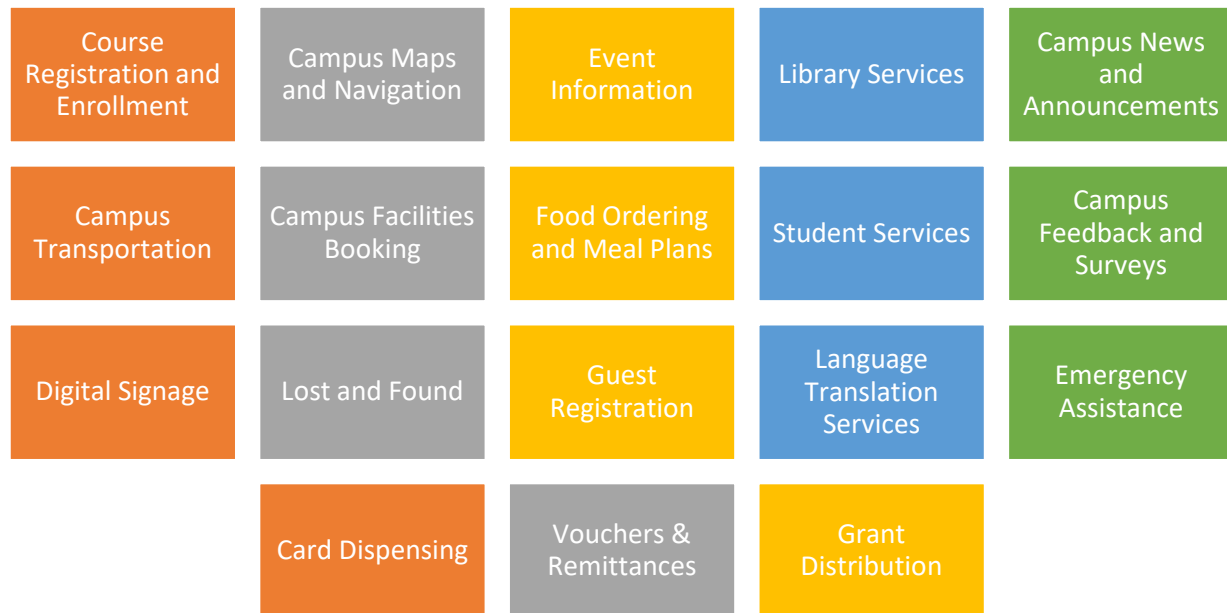 Course
Registration and
Enrollment
Campus Maps
and Navigation
Event
Information
Library Services
Campus News
and
Announcements
Campus
Transportation
Campus Facilities
Booking
Food Ordering
and Meal Plans
Student Services
Campus
Feedback and
Surveys
Digital Signage
Lost and Found
Guest
Registration
Language
Translation
Services
Emergency
Assistance
Card Dispensing
Vouchers &
Remittances
Grant
Distribution